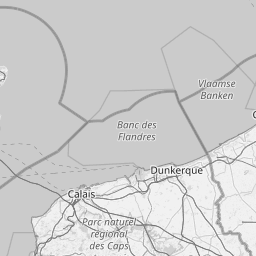 Vlaamse
Banken
Banc des
Flandres
Dunkerque
Calais
Parc naturel
régional
des Caps